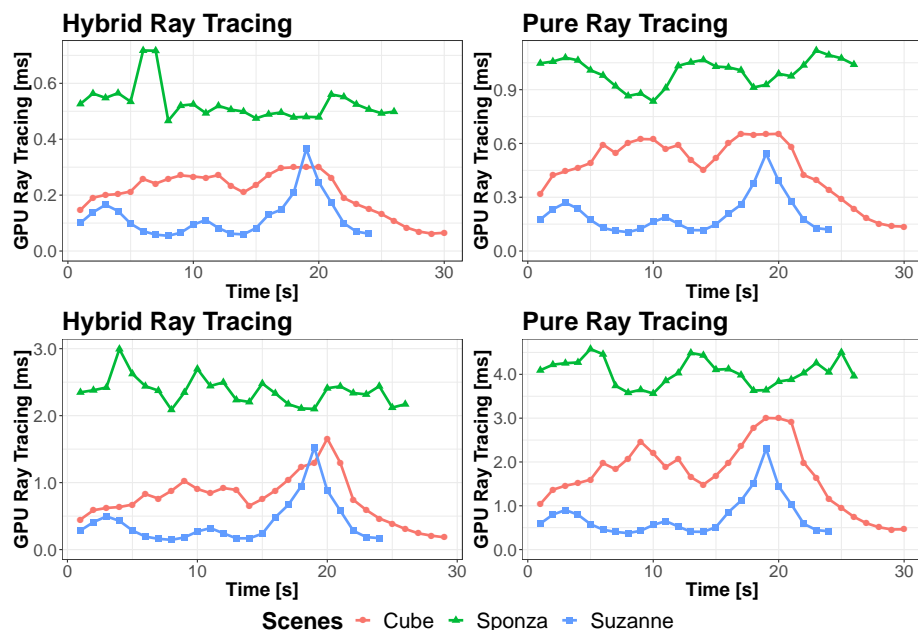 Hybrid Ray Tracing
GPU Ray Tracing [ms]
0.6
0.4
0.2
0.0
0 10 20 30
Time [s]
Pure Ray Tracing
GPU Ray Tracing [ms]
0.9
0.6
0.3
0.0
0 10 20 30
Time [s]
Hybrid Ray Tracing
GPU Ray Tracing [ms]
3.0
2.0
1.0
0.0
0 10 20 30
Time [s]
Pure Ray Tracing
GPU Ray Tracing [ms]
4.0
3.0
2.0
1.0
0.0
0 10 20 30
Time [s]
Scenes Cube Sponza Suzanne